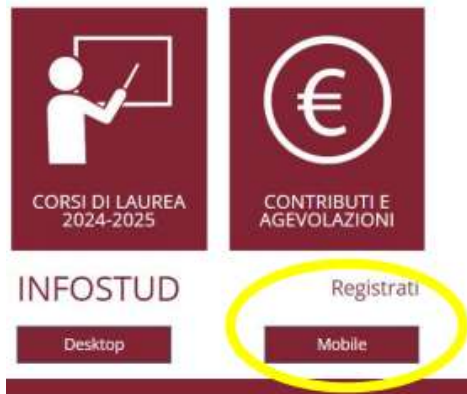 CORSI DI LAUREA
2024-2025
€
CONTRIBUTI E
AGEVOLAZIONI
INFOSTUD
Registrati
Desktop
Mobile